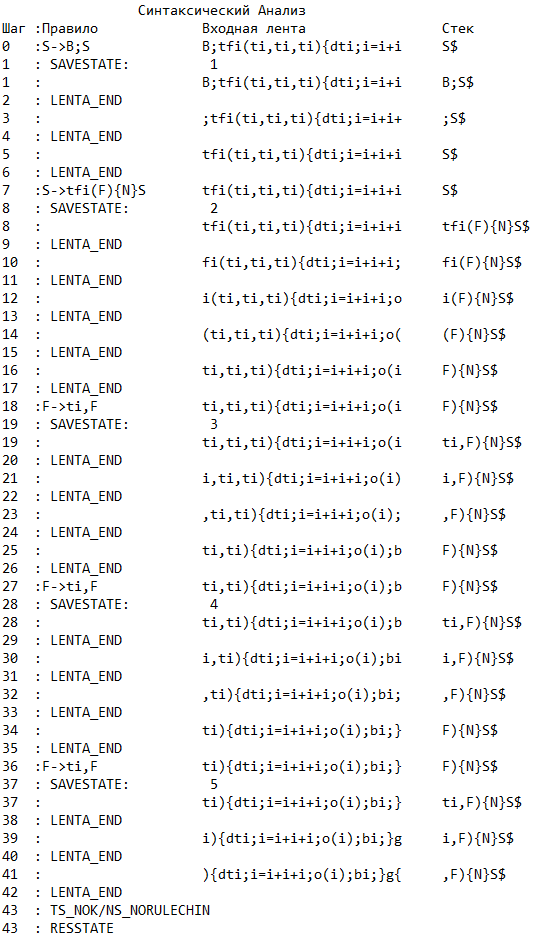 Синтаксический Анализ
Шаг :Правило Входная лента Стек
0 :S->B;S B;tfi(ti,ti,ti){dti;i=i+i S$
1 : SAVESTATE: 1
1 : B;tfi(ti,ti,ti){dti;i=i+i B;S$
2 : LENTA_END
3 : ;tfi(ti,ti,ti){dti;i=i+i+ ;S$
4 : LENTA_END
5 : tfi(ti,ti,ti){dti;i=i+i+i S$
6 : LENTA_END
7 :S->tfi(F){N}S tfi(ti,ti,ti){dti;i=i+i+i S$
8 : SAVESTATE: 2
8 : tfi(ti,ti,ti){dti;i=i+i+i tfi(F){N}S$
9 : LENTA_END
10 : fi(ti,ti,ti){dti;i=i+i+i; fi(F){N}S$
11 : LENTA_END
12 : i(ti,ti,ti){dti;i=i+i+i;o i(F){N}S$
13 : LENTA_END
14 : (ti,ti,ti){dti;i=i+i+i;o( (F){N}S$
15 : LENTA_END
16 : ti,ti,ti){dti;i=i+i+i;o(i F){N}S$
17 : LENTA_END
18 :F->ti,F ti,ti,ti){dti;i=i+i+i;o(i F){N}S$
19 : SAVESTATE: 3
19 : ti,ti,ti){dti;i=i+i+i;o(i ti,F){N}S$
20 : LENTA_END
21 : i,ti,ti){dti;i=i+i+i;o(i) i,F){N}S$
22 : LENTA_END
23 : ,ti,ti){dti;i=i+i+i;o(i); ,F){N}S$
24 : LENTA_END
25 : ti,ti){dti;i=i+i+i;o(i);b F){N}S$
26 : LENTA_END
27 :F->ti,F ti,ti){dti;i=i+i+i;o(i);b F){N}S$
28 : SAVESTATE: 4
28 : ti,ti){dti;i=i+i+i;o(i);b ti,F){N}S$
29 : LENTA_END
30 : i,ti){dti;i=i+i+i;o(i);bi i,F){N}S$
31 : LENTA_END
32 : ,ti){dti;i=i+i+i;o(i);bi; ,F){N}S$
33 : LENTA_END
34 : ti){dti;i=i+i+i;o(i);bi;} F){N}S$
35 : LENTA_END
36 :F->ti,F ti){dti;i=i+i+i;o(i);bi;} F){N}S$
37 : SAVESTATE: 5
37 : ti){dti;i=i+i+i;o(i);bi;} ti,F){N}S$
38 : LENTA_END
39 : i){dti;i=i+i+i;o(i);bi;}g i,F){N}S$
40 : LENTA_END
41 : ){dti;i=i+i+i;o(i);bi;}g{ ,F){N}S$
42 : LENTA_END
43 : TS_NOK/NS_NORULECHIN
43 : RESSTATE